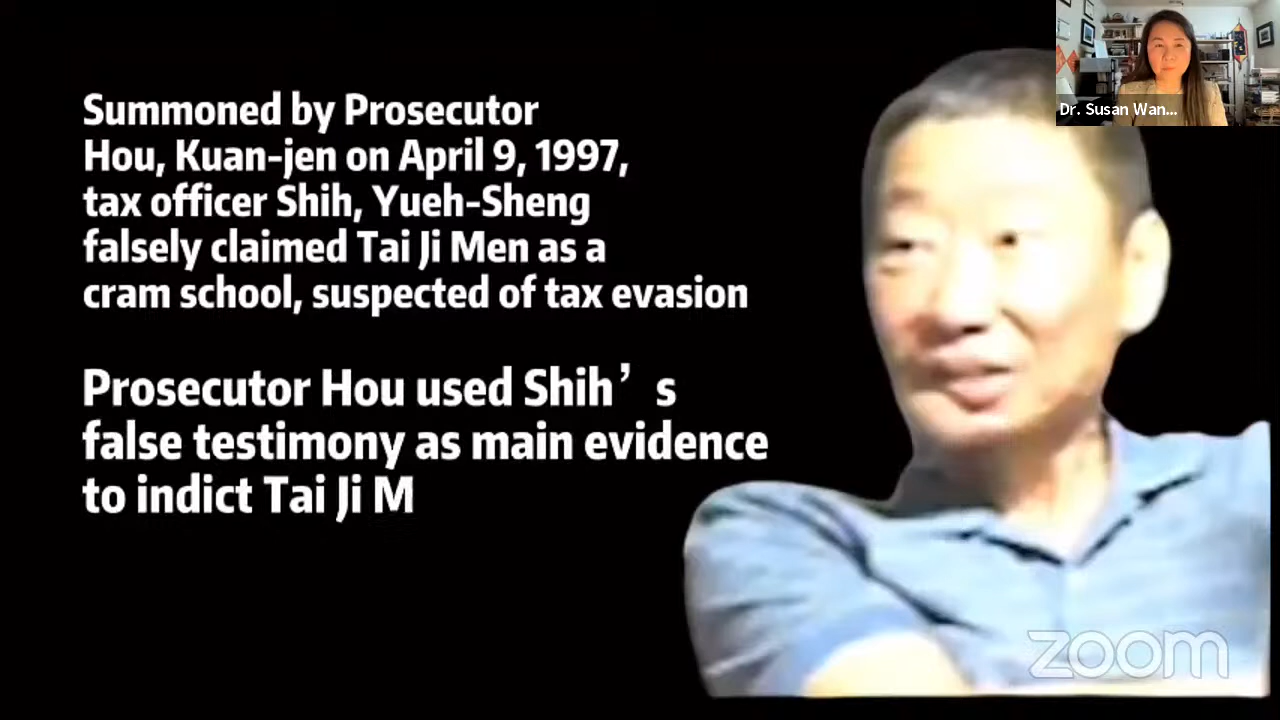 Summoned by Prosecutor
Hou, Kuan-jen on April 9, 1997,
tax officer Shih, Yueh-Sheng
falsely claimed Tai Ji Men as a
cram school, suspected of tax evasion
Prosecutor Hou used Shih’s
false testimony as main evidence
to indict Tai Ji M
Dr. Susan Wan...
zoom